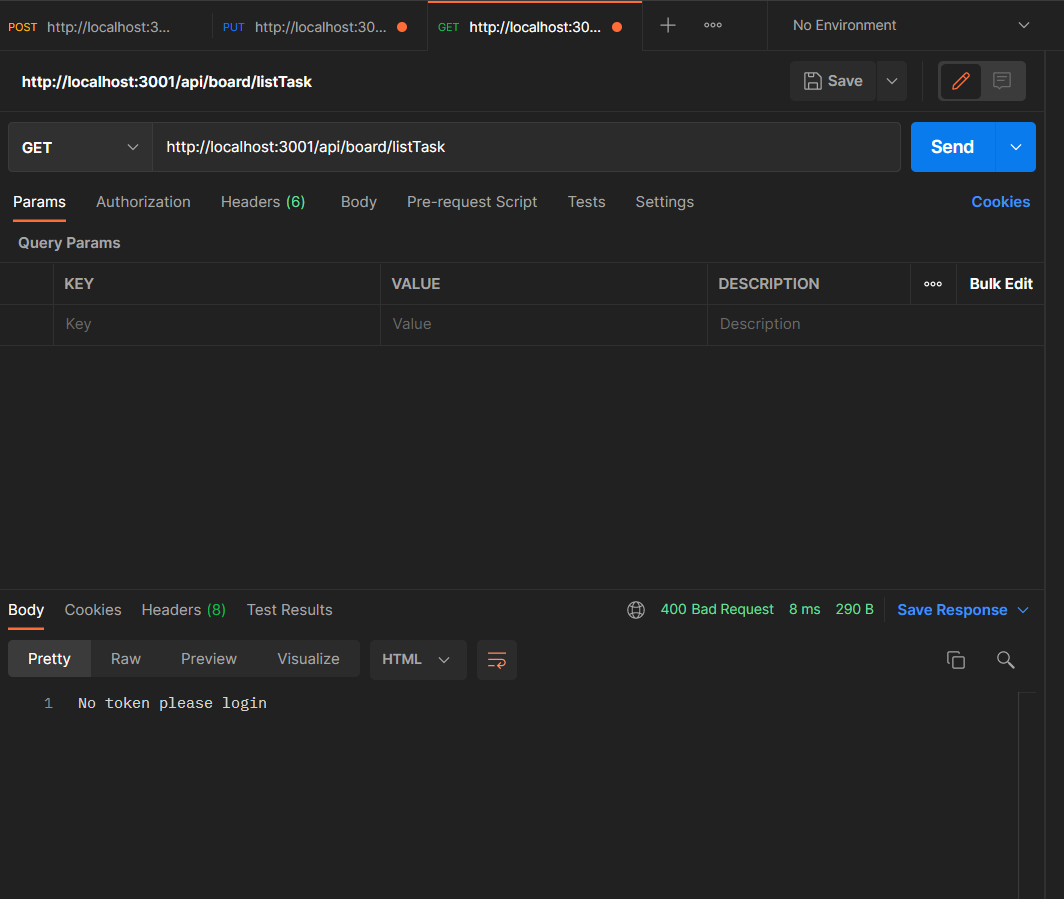 POST http://localhost:3... PUT http://localhost:30... GET http://localhost:30... No Environment
http://localhost:3001/api/board/listTask Save
GET http://localhost:3001/api/board/listTask Send
Params Authorization Headers (6) Body Pre-request Script Tests Settings Cookies
Query Params
KEY VALUE DESCRIPTION Bulk Edit
Key Value Description
Body Cookies Headers (8) Test Results 400 Bad Request 8 ms 290 B Save Response
Pretty Raw Preview Visualize HTML
1 No token please login